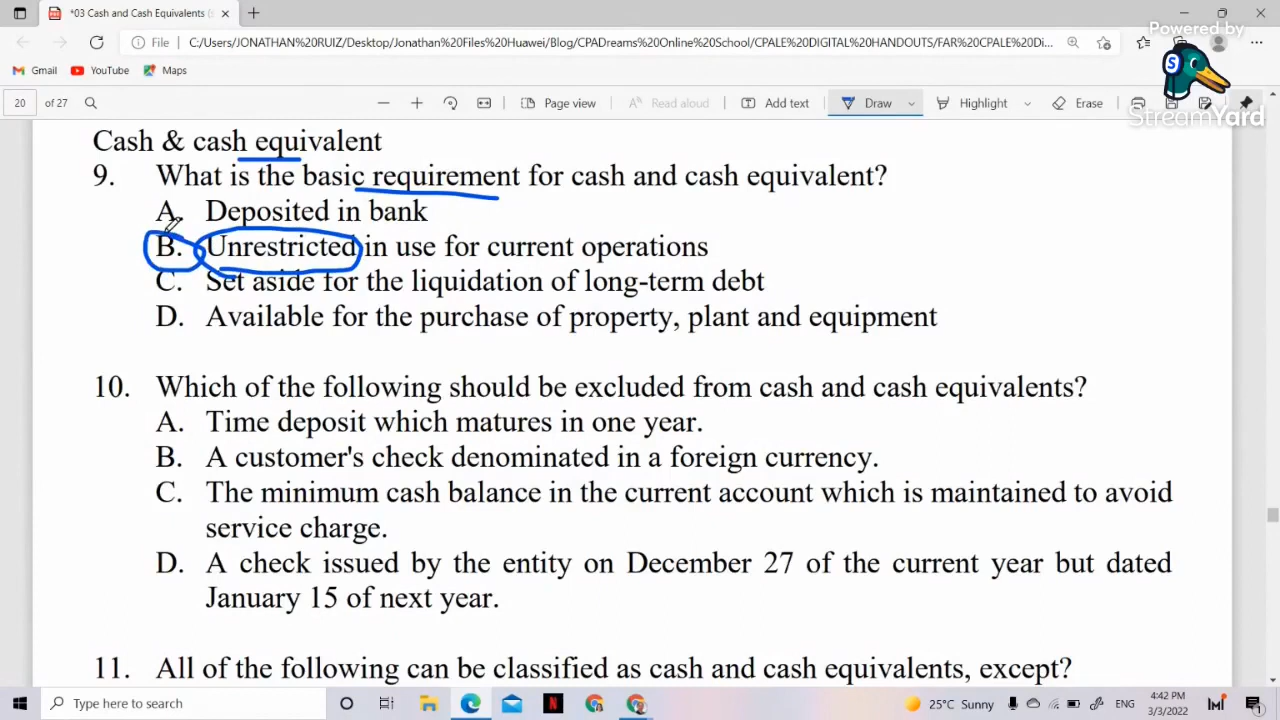 *03 Cash and Cash Equivalents (
Powered by
File
C:/Users/JONATHAN%20RUIZ/Desktop/Jonathan%20Files%20Huawei/Blog/CPADreams%20Online%20School/CPALE%20DIGITAL%20HANDOUTS/FAR%20CPALE%20Di...
Gmail
YouTube
Maps
S
StreamYard
20
of 27
Page view
Read aloud
Add text
Draw
Highlight
Erase
Cash & cash equivalent
9. What is the basic requirement for cash and cash equivalent?
A. Deposited in bank
B. Unrestricted in use for current operations
C. Set aside for the liquidation of long-term debt
D. Available for the purchase of property, plant and equipment
10. Which of the following should be excluded from cash and cash equivalents?
A. Time deposit which matures in one year.
B. A customer's check denominated in a foreign currency.
C. The minimum cash balance in the current account which is maintained to avoid
service charge.
D. A check issued by the entity on December 27 of the current year but dated
January 15 of next year.
11. All of the following can be classified as cash and cash equivalents, except?
Type here to search
25°C Sunny
ENG
4:42 PM
3/3/2022